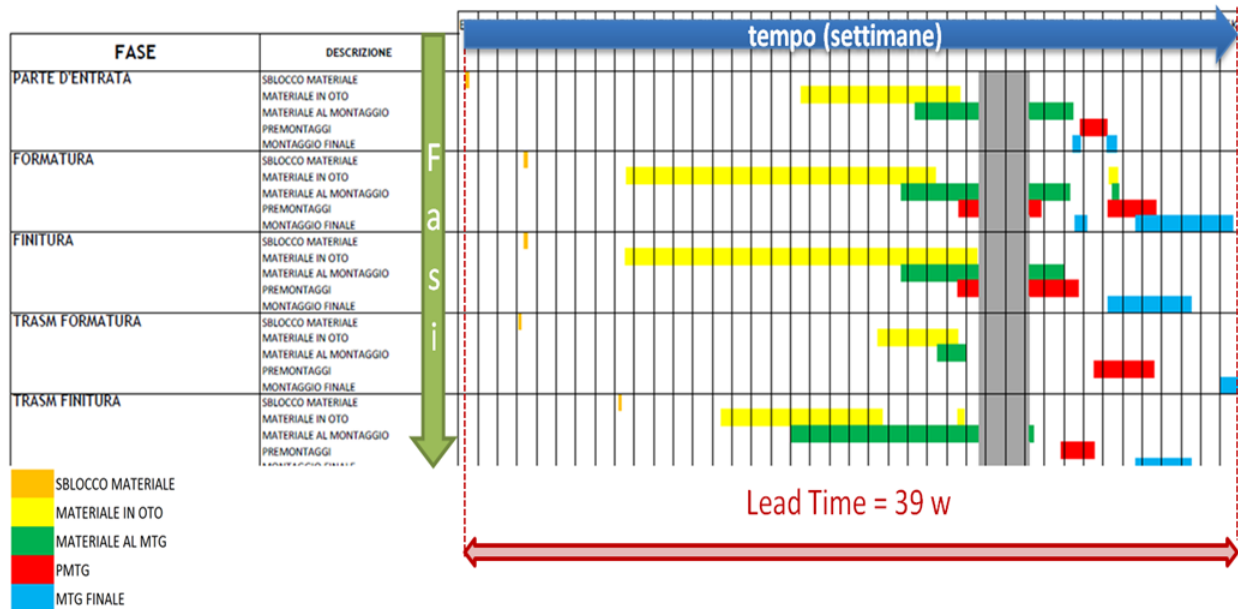 tempo (settimane)
FASE
DESCRIZIONE
PARTE D'ENTRATA
SBLOCCO MATERIALE
MATERIALE IN OTO
MATERIALE AL MONTAGGIO
PREMONTAGGI
MONTAGGIO FINALE
FORMATURA
SBLOCCO MATERIALE
MATERIALE IN OTO
MATERIALE AL MONTAGGIO
PREMONTAGGI
MONTAGGIO FINALE
FINITURA
SBLOCCO MATERIALE
MATERIALE IN OTO
MATERIALE AL MONTAGGIO
PREMONTAGGI
MONTAGGIO FINALE
TRASM FORMATURA
SBLOCCO MATERIALE
MATERIALE IN OTO
MATERIALE AL MONTAGGIO
PREMONTAGGI
MONTAGGIO FINALE
TRASM FINITURA
SBLOCCO MATERIALE
MATERIALE IN OTO
MATERIALE AL MONTAGGIO
PREMONTAGGI
Fasi
SBLOCCO MATERIALE
MATERIALE IN OTO
MATERIALE AL MTG
PMTG
MTG FINALE
Lead Time = 39 w